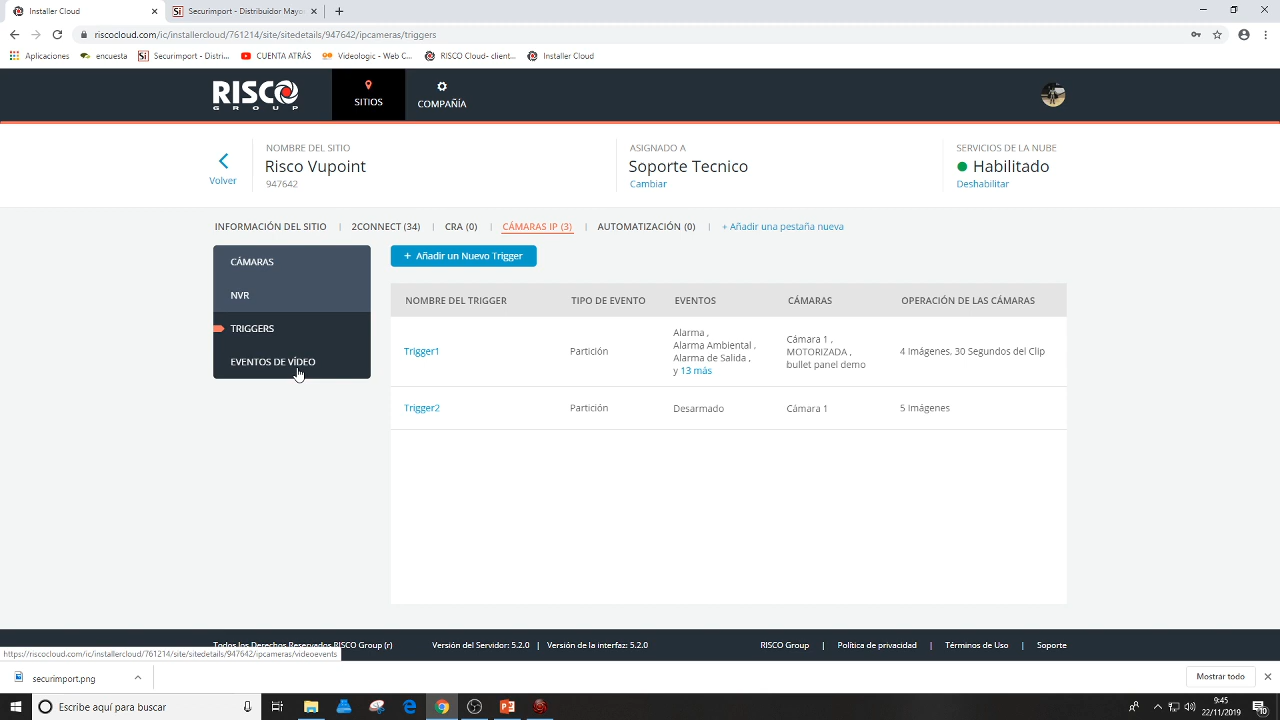 Installer Cloud
Securimport - Distribuidor Mayo
riscocloud.com/ic/installercloud/761214/site/sitedetails/947642/ipcameras/triggers
Aplicaciones
encuesta
Securimport - Distri...
CUENTA ATRÁS
Videologic - Web C...
RISCO Cloud- client...
Installer Cloud
RISCO
GROUP
SITIOS
COMPAÑÍA
Volver
NOMBRE DEL SITIO
Risco Vupoint
947642
ASIGNADO A
Soporte Tecnico
Cambiar
SERVICIOS DE LA NUBE
Habilitado
Deshabilitar
INFORMACIÓN DEL SITIO | 2CONNECT (34) | CRA (0) | CÁMARAS IP (3) | AUTOMATIZACIÓN (0) | + Añadir una pestaña nueva
CÁMARAS
NVR
TRIGGERS
EVENTOS DE VÍDEO
+ Añadir un Nuevo Trigger
NOMBRE DEL TRIGGER
TIPO DE EVENTO
EVENTOS
CÁMARAS
OPERACIÓN DE LAS CÁMARAS
Trigger1
Partición
Alarma ,
Alarma Ambiental ,
Alarma de Salida ,
y 13 más
Cámara 1 ,
MOTORIZADA ,
bullet panel demo
4 Imágenes, 30 Segundos del Clip
Trigger2
Partición
Desarmado
Cámara 1
5 Imágenes
Todos los Derechos Reservados RISCO Group (r)
Versión del Servidor: 5.2.0 | Versión de la interfaz: 5.2.0
RISCO Group | Política de privacidad | Términos de Uso | Soporte
https://riscocloud.com/ic/installercloud/761214/site/sitedetails/947642/ipcameras/videoevents
securimport.png
Mostrar todo
Escribe aquí para buscar
9:45
22/11/2019